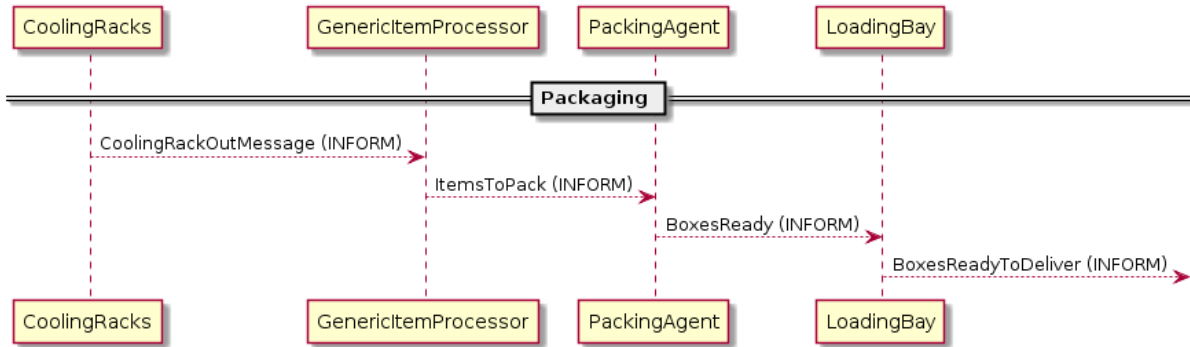 CoolingRacks
GenericItemProcessor
PackingAgent
LoadingBay
Packaging
CoolingRackOutMessage (INFORM)
ItemsToPack (INFORM)
BoxesReady (INFORM)
BoxesReadyToDeliver (INFORM)
CoolingRacks
GenericItemProcessor
PackingAgent
LoadingBay